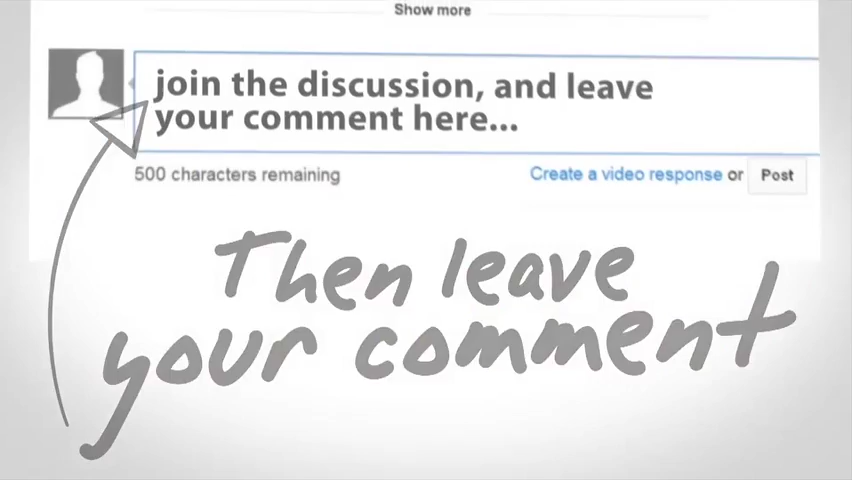 Show more
join the discussion, and leave
your comment here...
500 characters remaining
Create a video response or Post
Then leave
your comment